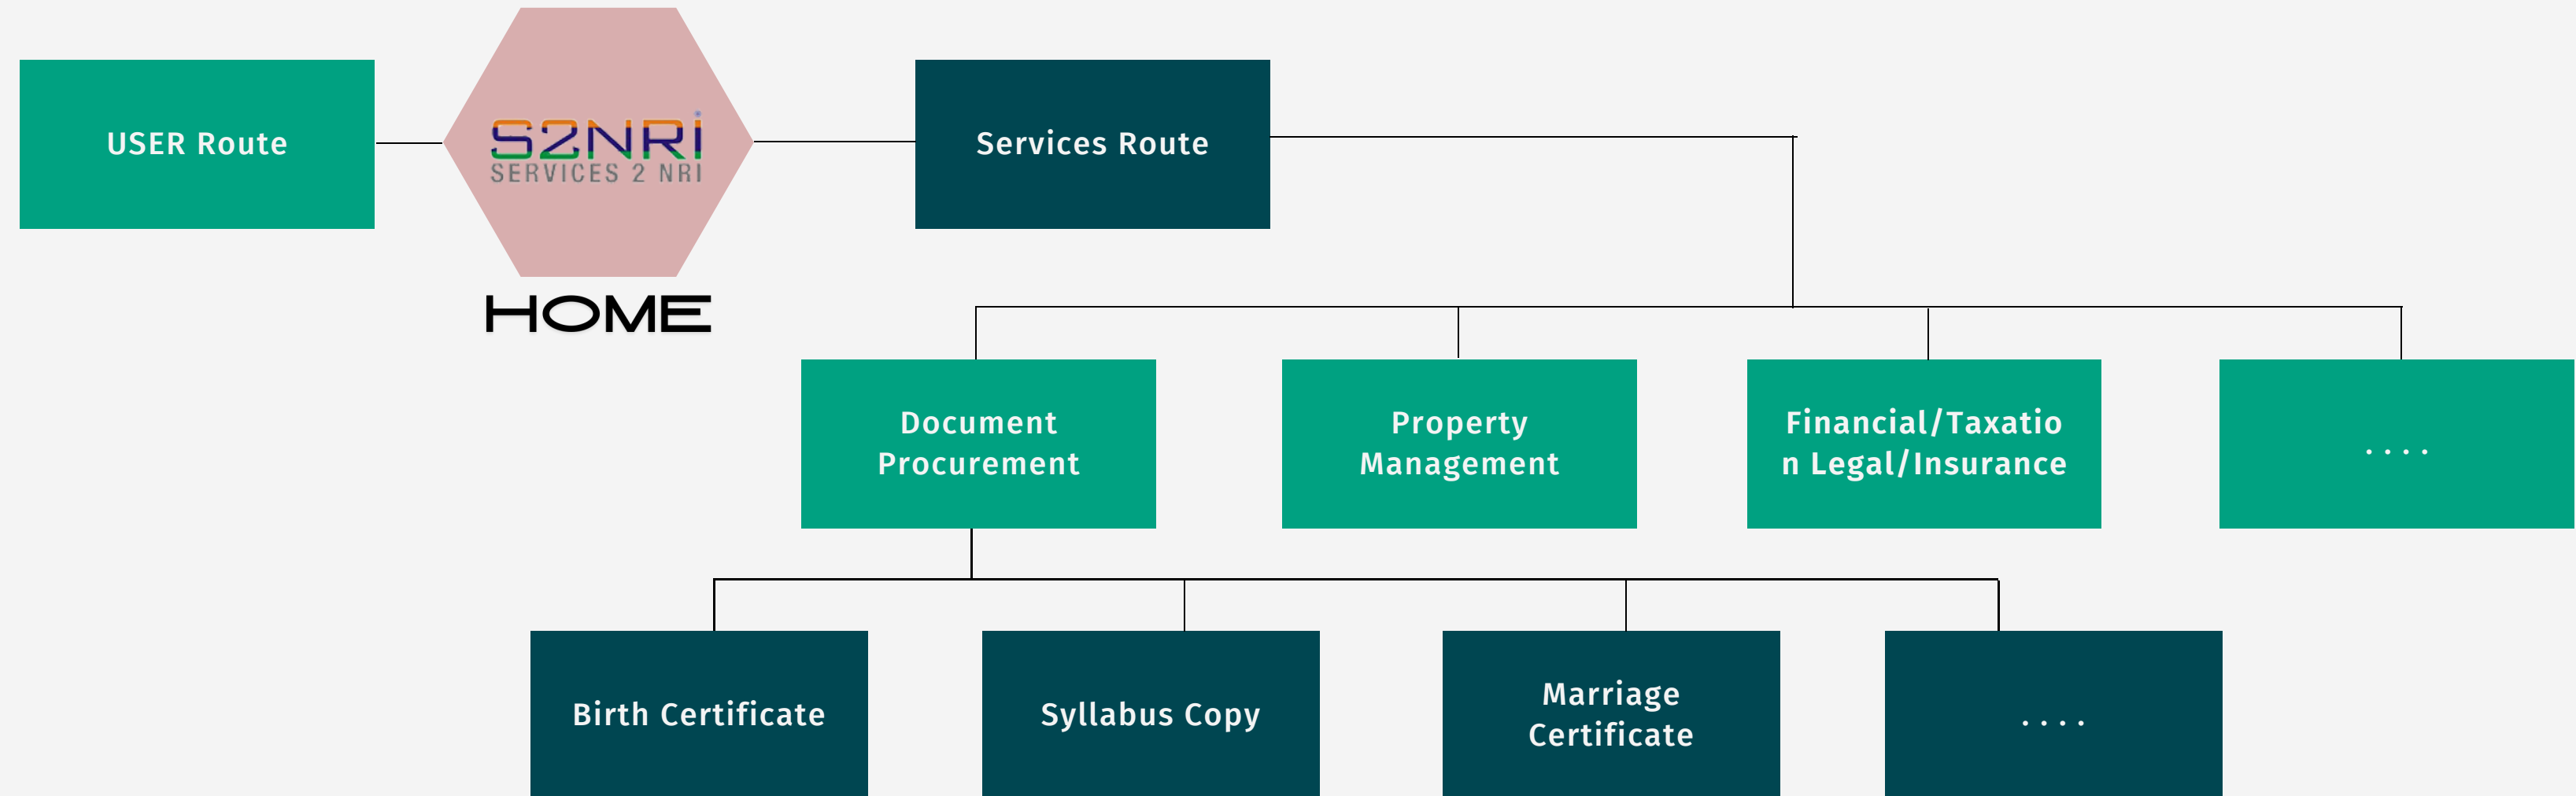 USER Route
S2NRi
SERVICES 2 NRI
HOME
Services Route
Document
Procurement
Property
Management
Financial/Taxatio
n Legal/Insurance
....
Birth Certificate
Syllabus Copy
Marriage
Certificate
....